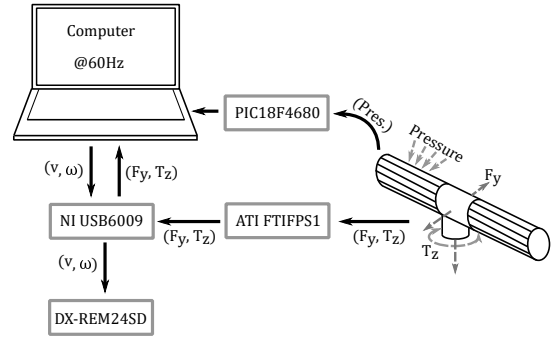 Computer
@60Hz
PIC18F4680
(Pres.)
Pressure
Fy
(v, ω)
(Fy, Tz)
NI USB6009
(Fy, Tz)
ATI FTIFPS1
(Fy, Tz)
Tz
(v, ω)
DX-REM24SD